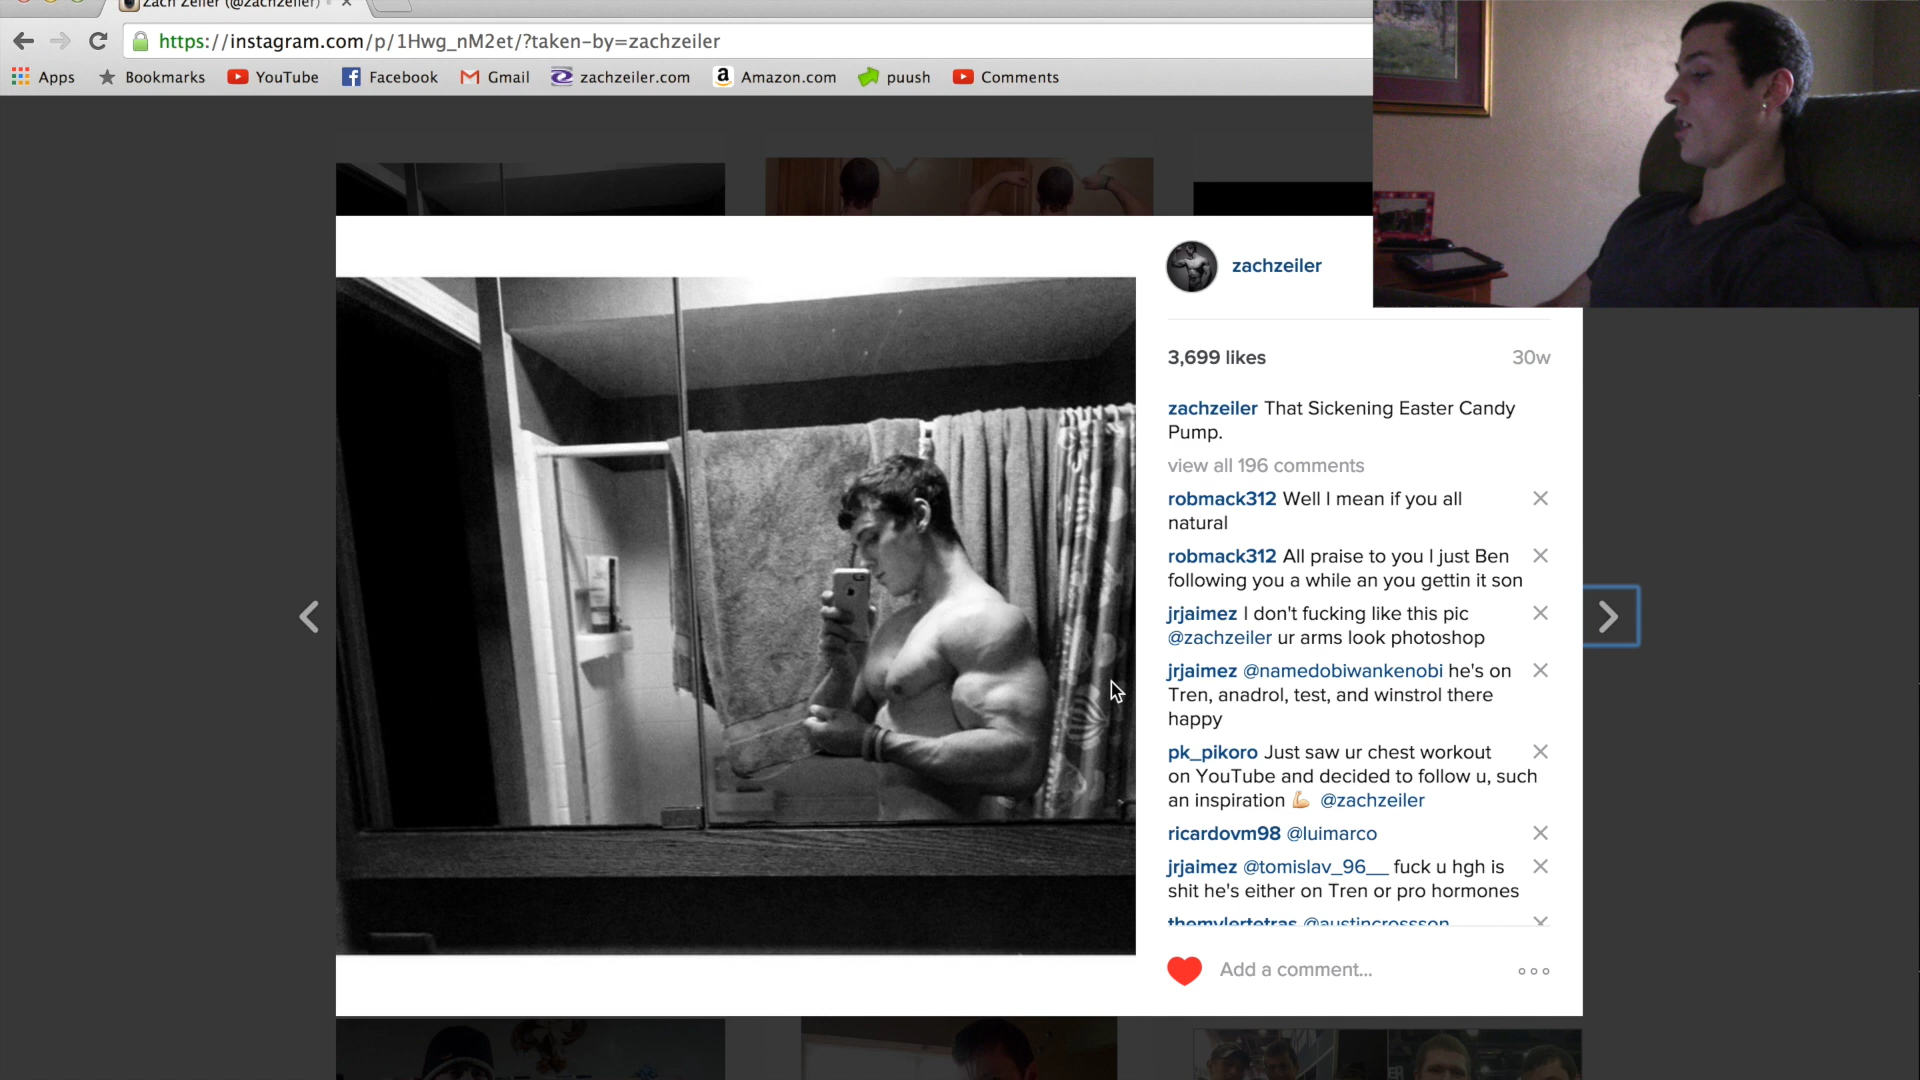 Zach Zeiler (@zachzeiler)
https://instagram.com/p/1Hwg_nM2et/?taken-by=zachzeiler
Apps Bookmarks YouTube Facebook Gmail zachzeiler.com Amazon.com puush Comments
zachzeiler
3,699 likes 30w
zachzeiler That Sickening Easter Candy
Pump.
view all 196 comments
robmack312 Well I mean if you all
natural
robmack312 All praise to you I just Ben
following you a while an you gettin it son
jrjaimez I don't fucking like this pic
@zachzeiler ur arms look photoshop
jrjaimez @namedobiwankenobi he's on
Tren, anadrol, test, and winstrol there
happy
pk_pikoro Just saw ur chest workout
on YouTube and decided to follow u, such
an inspiration 💪 @zachzeiler
ricardovm98 @luimarco
jrjaimez @tomislav_96__ fuck u hgh is
shit he's either on Tren or pro hormones
themylertetras @austincrossson
Add a comment...